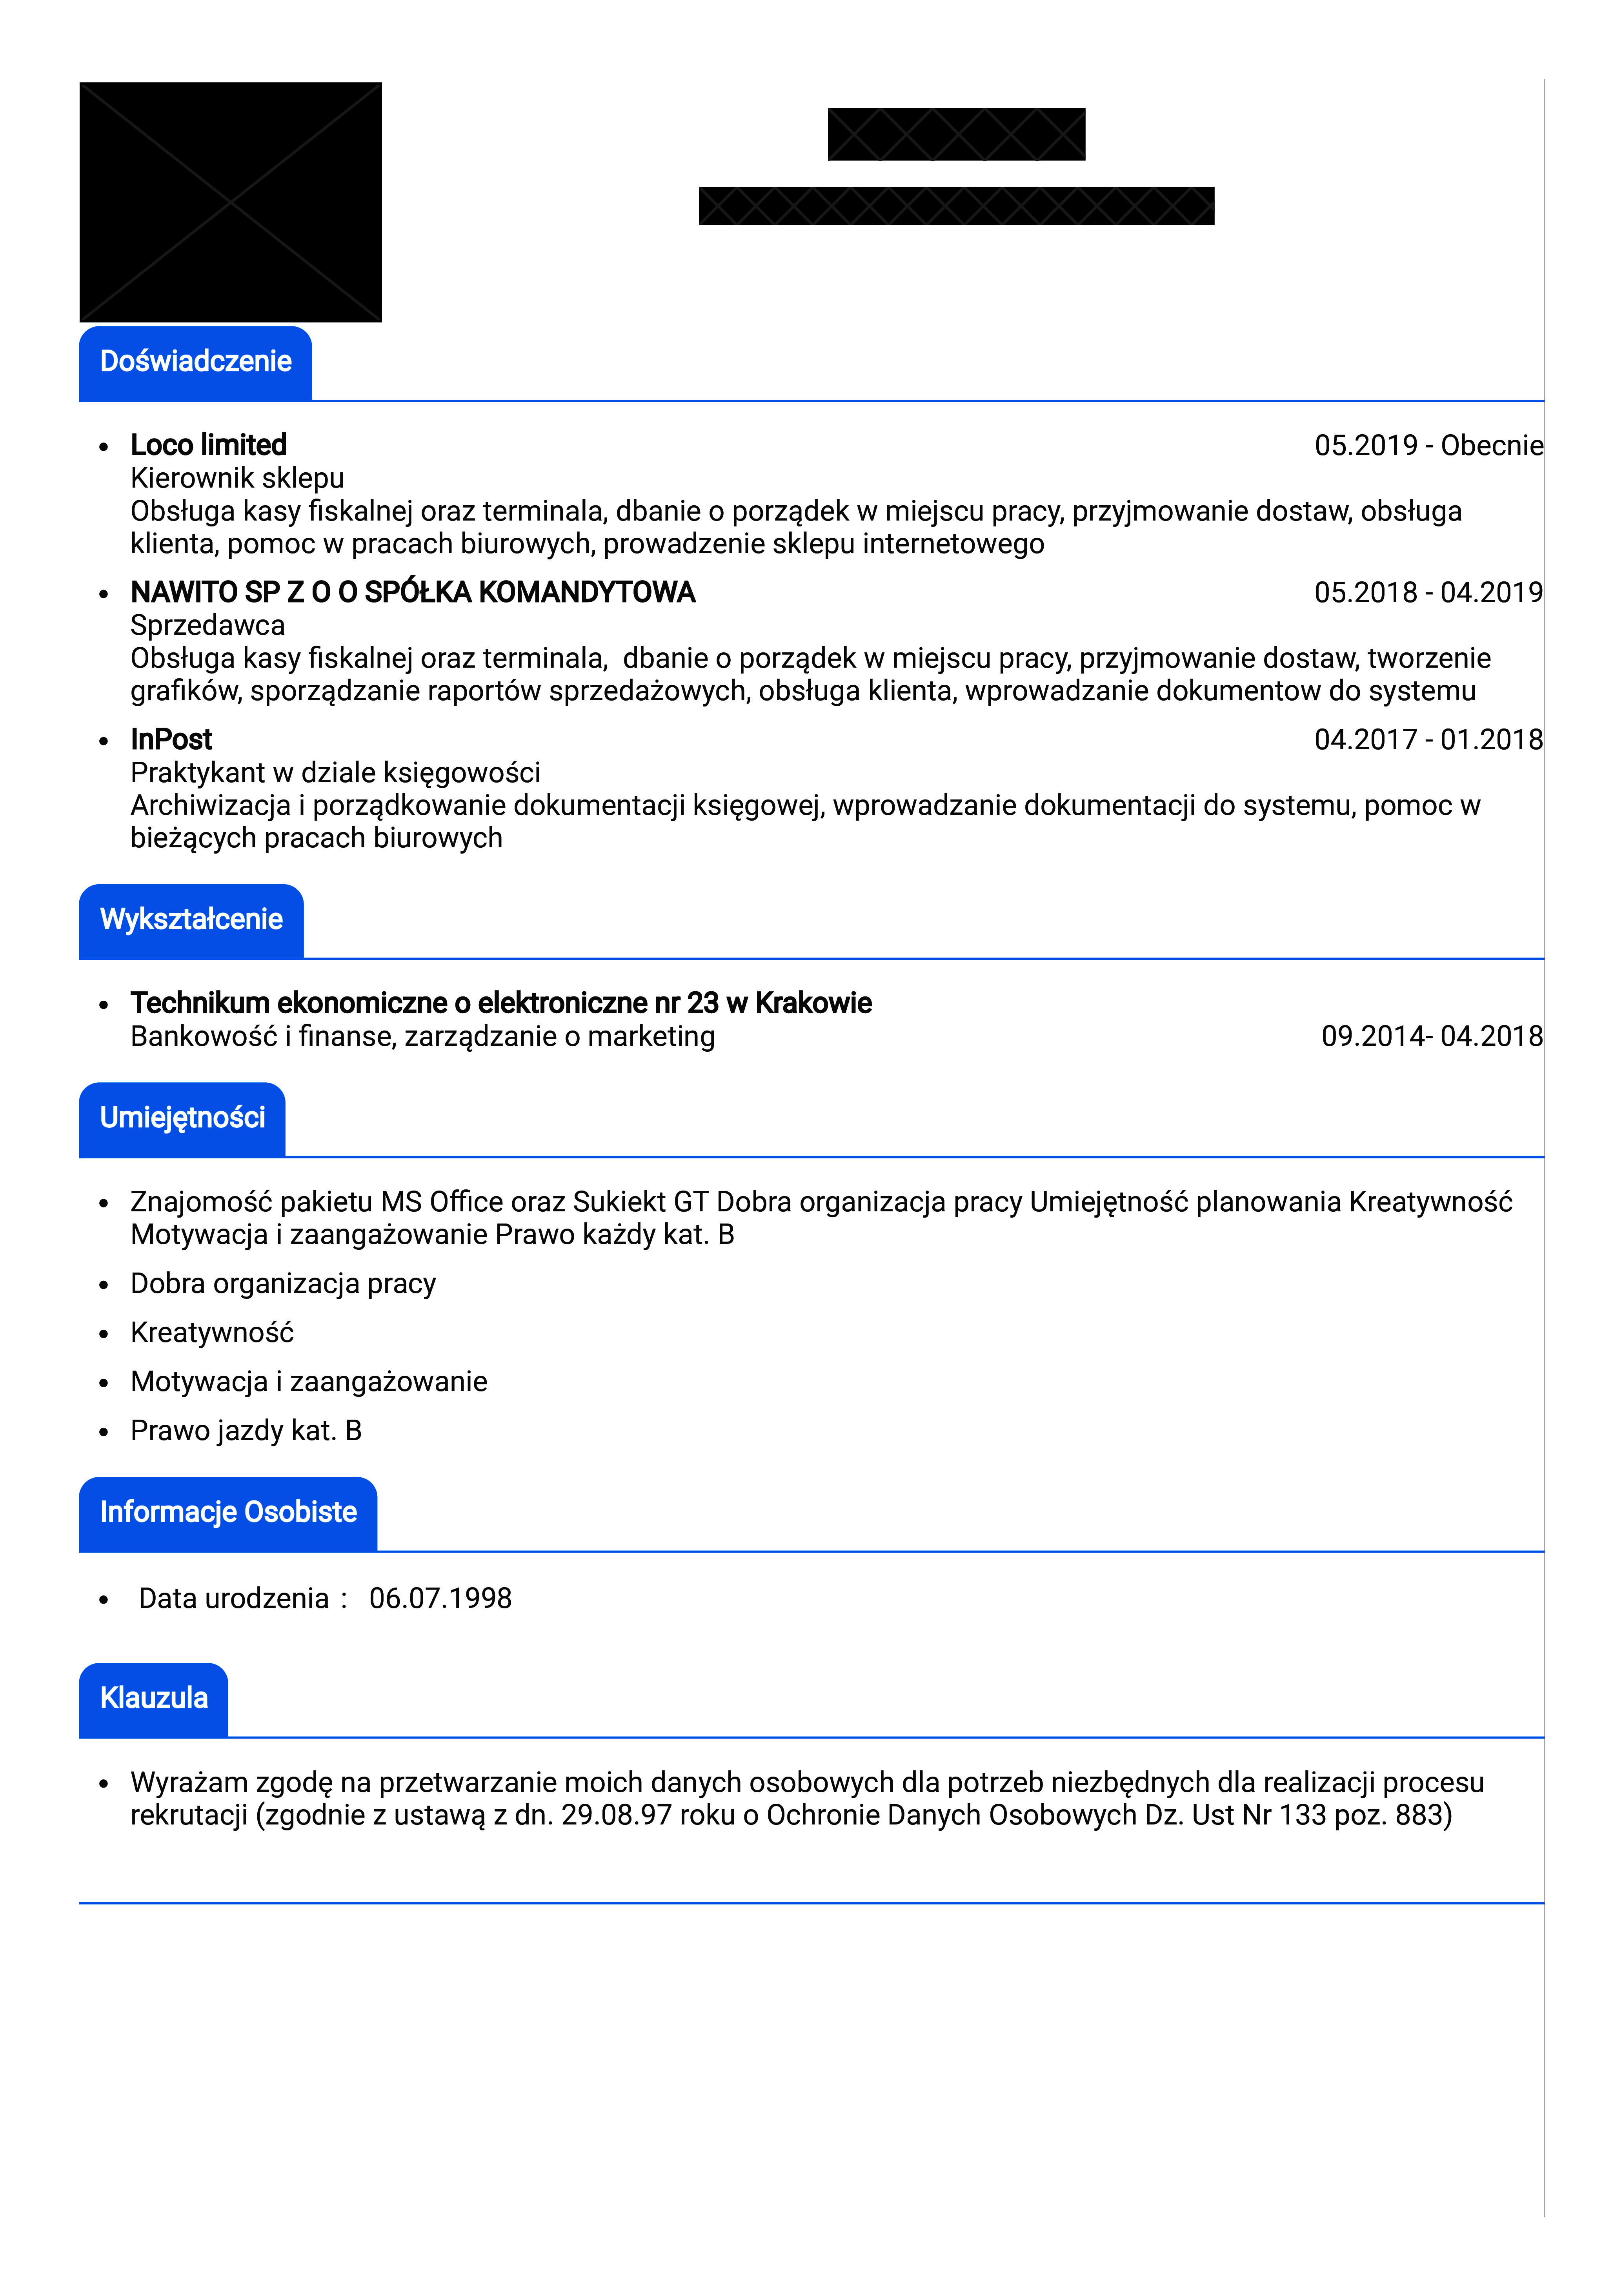 Doświadczenie
Loco limited 05.2019 - Obecnie
Kierownik sklepu
Obsługa kasy fiskalnej oraz terminala, dbanie o porządek w miejscu pracy, przyjmowanie dostaw, obsługa
klienta, pomoc w pracach biurowych, prowadzenie sklepu internetowego
NAWITO SP Z O O SPÓŁKA KOMANDYTOWA 05.2018 - 04.2019
Sprzedawca
Obsługa kasy fiskalnej oraz terminala,  dbanie o porządek w miejscu pracy, przyjmowanie dostaw, tworzenie
grafików, sporządzanie raportów sprzedażowych, obsługa klienta, wprowadzanie dokumentow do systemu
InPost 04.2017 - 01.2018
Praktykant w dziale księgowości
Archiwizacja i porządkowanie dokumentacji księgowej, wprowadzanie dokumentacji do systemu, pomoc w
bieżących pracach biurowych
Wykształcenie
Technikum ekonomiczne o elektroniczne nr 23 w Krakowie
Bankowość i finanse, zarządzanie o marketing 09.2014- 04.2018
Umiejętności
Znajomość pakietu MS Office oraz Sukiekt GT Dobra organizacja pracy Umiejętność planowania Kreatywność
Motywacja i zaangażowanie Prawo każdy kat. B
Dobra organizacja pracy
Kreatywność
Motywacja i zaangażowanie
Prawo jazdy kat. B
Informacje Osobiste
Data urodzenia : 06.07.1998
Klauzula
Wyrażam zgodę na przetwarzanie moich danych osobowych dla potrzeb niezbędnych dla realizacji procesu
rekrutacji (zgodnie z ustawą z dn. 29.08.97 roku o Ochronie Danych Osobowych Dz. Ust Nr 133 poz. 883)